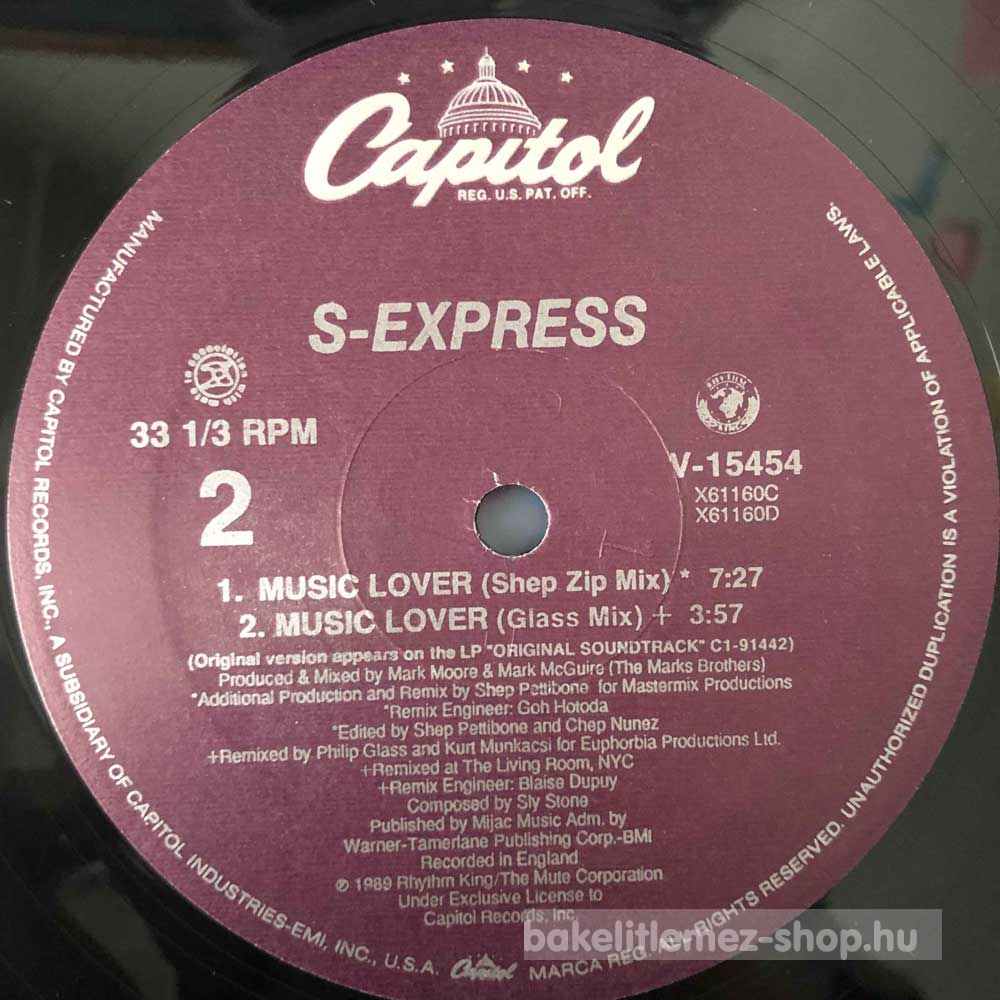 Capitol
REG. U.S. PAT. OFF.
S-EXPRESS
33 1/3 RPM
2
RHYTHM KING
V-15454
X61160C
X61160D
1. MUSIC LOVER (Shep Zip Mix) * 7:27
2. MUSIC LOVER (Glass Mix) + 3:57
(Original version appears on the LP "ORIGINAL SOUNDTRACK" C1-91442)
Produced & Mixed by Mark Moore & Mark McGuire (The Marks Brothers)
*Additional Production and Remix by Shep Pettibone for Mastermix Productions
*Remix Engineer: Goh Hotoda
*Edited by Shep Pettibone and Chep Nunez
+Remixed by Philip Glass and Kurt Munkacsi for Euphorbia Productions Ltd.
+Remixed at The Living Room, NYC
+Remix Engineer: Blaise Dupuy
Composed by Sly Stone
Published by Mijac Music Adm. by
Warner-Tamerlane Publishing Corp.-BMI
Recorded in England
℗ 1989 Rhythm King/The Mute Corporation
Under Exclusive License to
Capitol Records, Inc.
MANUFACTURED BY CAPITOL RECORDS, INC., A SUBSIDIARY OF CAPITOL INDUSTRIES-EMI, INC., U.S.A. Capitol MARCA REG. ALL RIGHTS RESERVED. UNAUTHORIZED DUPLICATION IS A VIOLATION OF APPLICABLE LAWS.
bakelitlemez-shop.hu